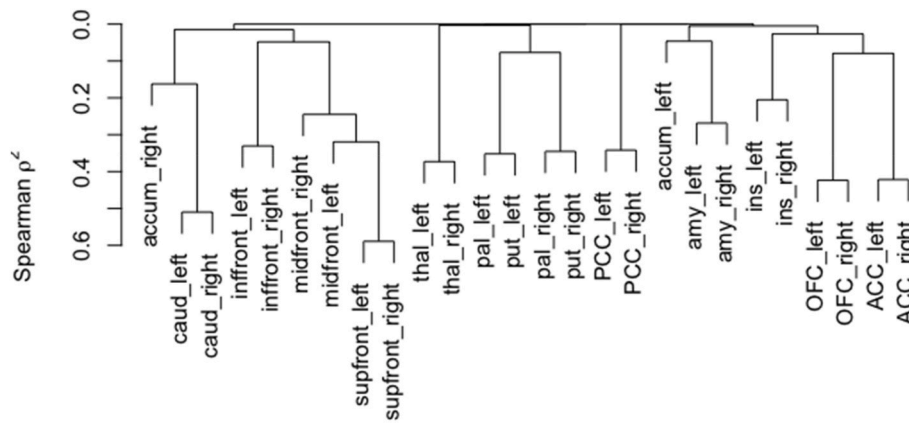 Spearman ρ²
0.0
0.2
0.4
0.6
accum_right
caud_left
caud_right
inffront_left
inffront_right
midfront_right
midfront_left
supfront_left
supfront_right
thal_left
thal_right
pal_left
put_left
pal_right
put_right
PCC_left
PCC_right
accum_left
amy_left
amy_right
ins_left
ins_right
OFC_left
OFC_right
ACC_left
ACC_right